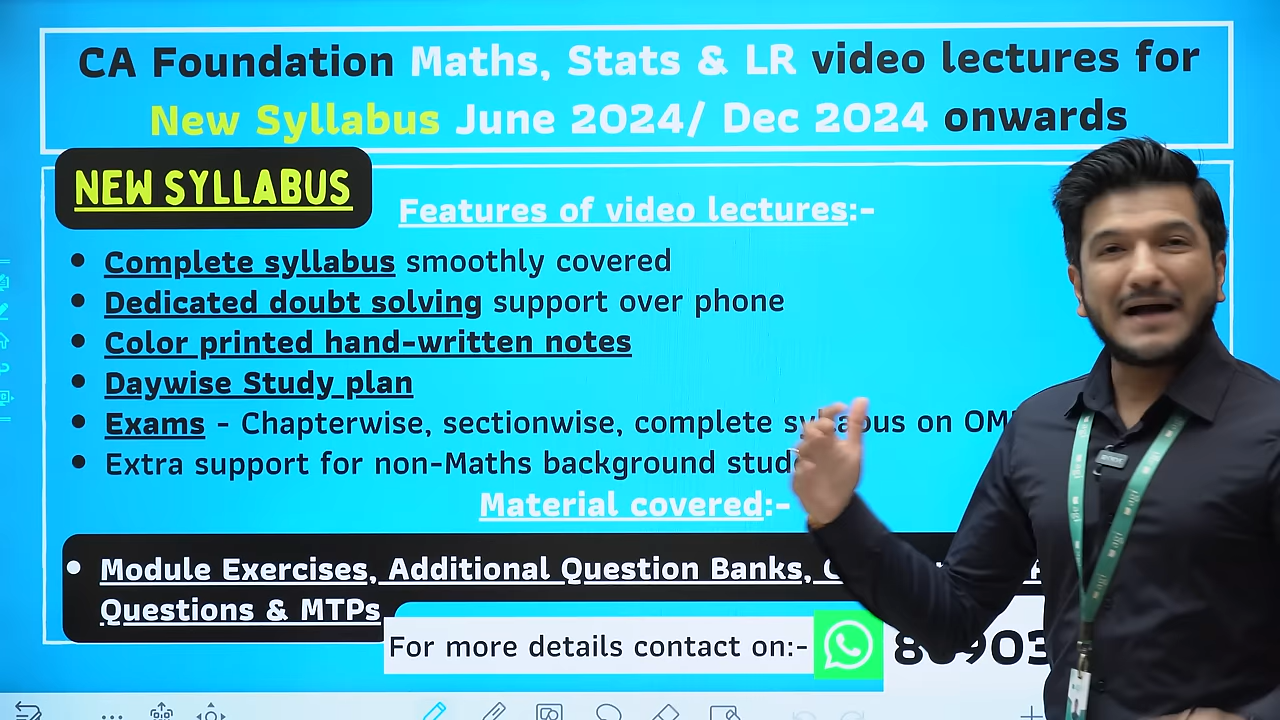 CA Foundation Maths, Stats & LR video lectures for
New Syllabus June 2024/ Dec 2024 onwards
NEW SYLLABUS
Features of video lectures:-
• Complete syllabus smoothly covered
• Dedicated doubt solving support over phone
• Color printed hand-written notes
• Daywise Study plan
• Exams - Chapterwise, sectionwise, complete syllabus on
• Extra support for non-Maths background
Material covered:-
• Module Exercises, Additional Question Banks,
Questions & MTPs
For more details contact on:-